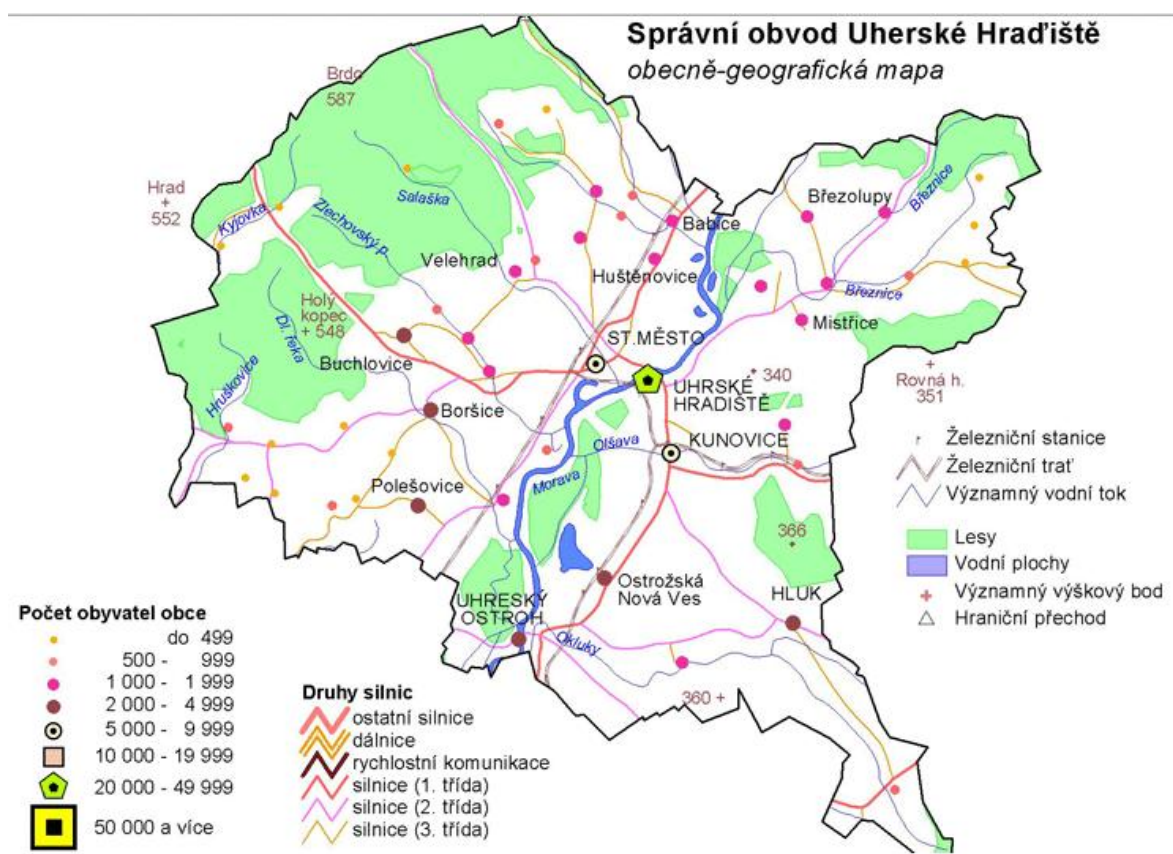 Správní obvod Uherské Hraďiště
obecně-geografická mapa
Brdo
587
Hrad
+
552
Kyjovka
Salaška
Zlechovský p.
Břežolupy
Březnice
Babice
Velehrad
Huštěnovice
Březnice
Holý
kopec
+ 548
Dl. řeka
Mistřice
ST.MĚSTO
Buchlovice
340
Rovná h.
351
Hruškovice
UHRSKÉ
HRADIŠTĚ
Boršice
Olšava
KUNOVICE
Morava
Polešovice
366
+
Ostrožská
Nová Ves
HLUK
UHRESKÝ
OSTROH
Okluky
360 +
Železniční stanice
Železniční trať
Významný vodní tok
Lesy
Vodní plochy
Významný výškový bod
Hraniční přechod
Počet obyvatel obce
do 499
500 - 999
1 000 - 1 999
2 000 - 4 999
5 000 - 9 999
10 000 - 19 999
20 000 - 49 999
50 000 a více
Druhy silnic
ostatní silnice
dálnice
rychlostní komunikace
silnice (1. třída)
silnice (2. třída)
silnice (3. třída)